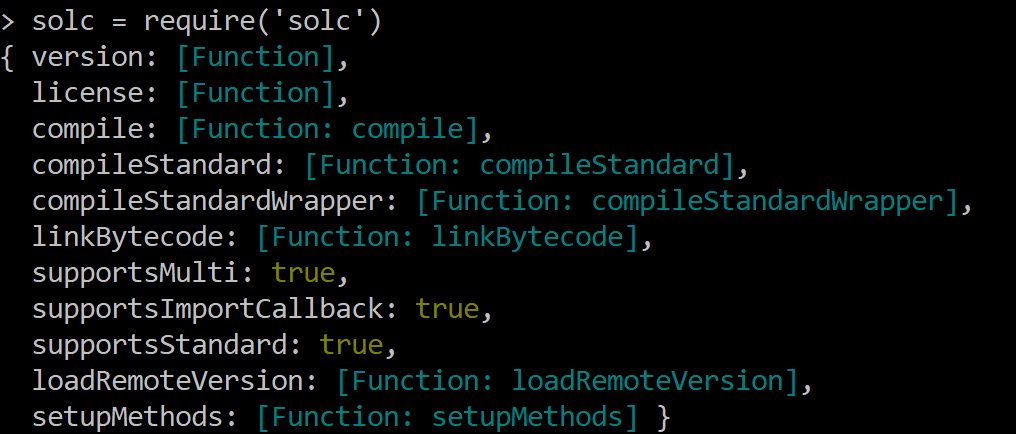 > solc = require('solc')
{ version: [Function],
  license: [Function],
  compile: [Function: compile],
  compileStandard: [Function: compileStandard],
  compileStandardWrapper: [Function: compileStandardWrapper],
  linkBytecode: [Function: linkBytecode],
  supportsMulti: true,
  supportsImportCallback: true,
  supportsStandard: true,
  loadRemoteVersion: [Function: loadRemoteVersion],
  setupMethods: [Function: setupMethods] }